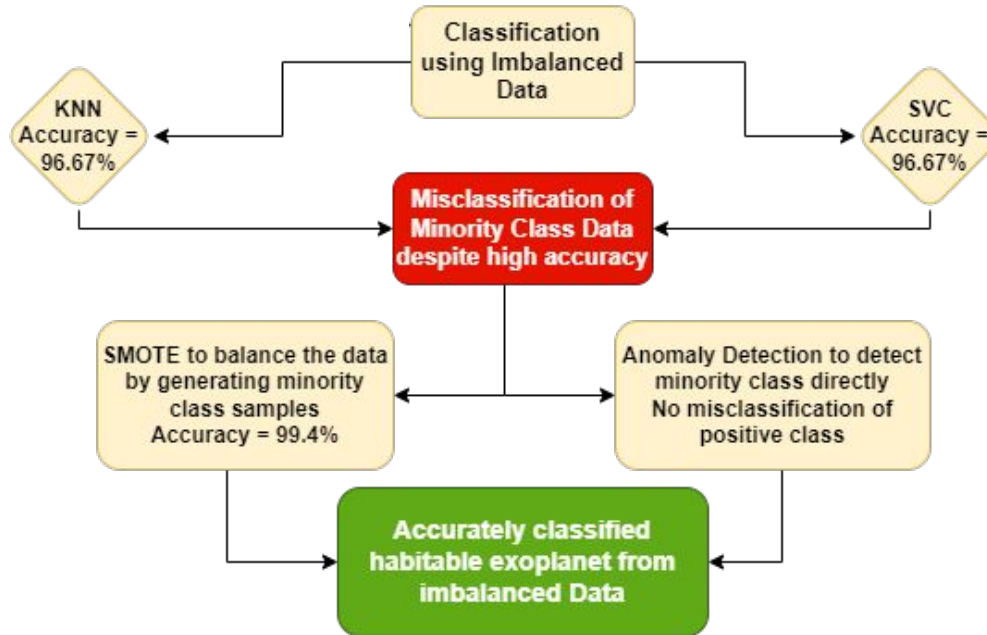 Classification
using Imbalanced
Data
KNN
Accuracy =
96.67%
SVC
Accuracy =
96.67%
Misclassification of
Minority Class Data
despite high accuracy
SMOTE to balance the data
by generating minority
class samples
Accuracy = 99.4%
Anomaly Detection to detect
minority class directly
No misclassification of
positive class
Accurately classified
habitable exoplanet from
imbalanced Data